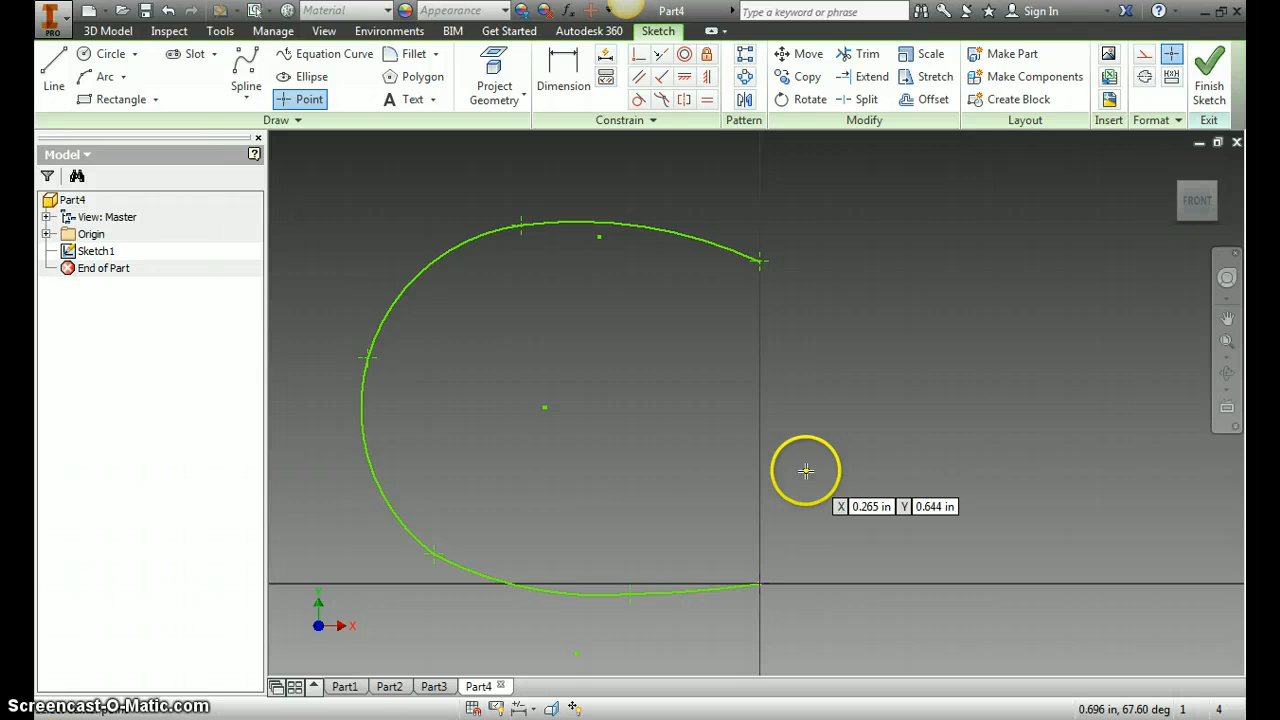 Material
Appearance
Part4
Type a keyword or phrase
Sign In
PRO
3D Model
Inspect
Tools
Manage
View
Environments
BIM
Get Started
Autodesk 360
Sketch
Line
Circle
Arc
Rectangle
Slot
Spline
Equation Curve
Ellipse
Point
Fillet
Polygon
Text
Project
Geometry
Dimension
Move
Copy
Rotate
Trim
Extend
Split
Scale
Stretch
Offset
Make Part
Make Components
Create Block
Finish
Sketch
Draw
Constrain
Pattern
Modify
Layout
Insert
Format
Exit
Model
Part4
View: Master
Origin
Sketch1
End of Part
FRONT
X 0.265 in Y 0.644 in
Y
X
Part1
Part2
Part3
Part4
Screencast-O-Matic.com
0.696 in, 67.60 deg 1 4